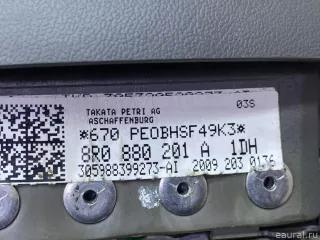 TAKATA PETRI AG
ASCHAFFENBURG
03S
*670 PEOBHSF49K3*
8R0 880 201 A 1DH
305988399273-AI 2009 203 0136
eaural.ru